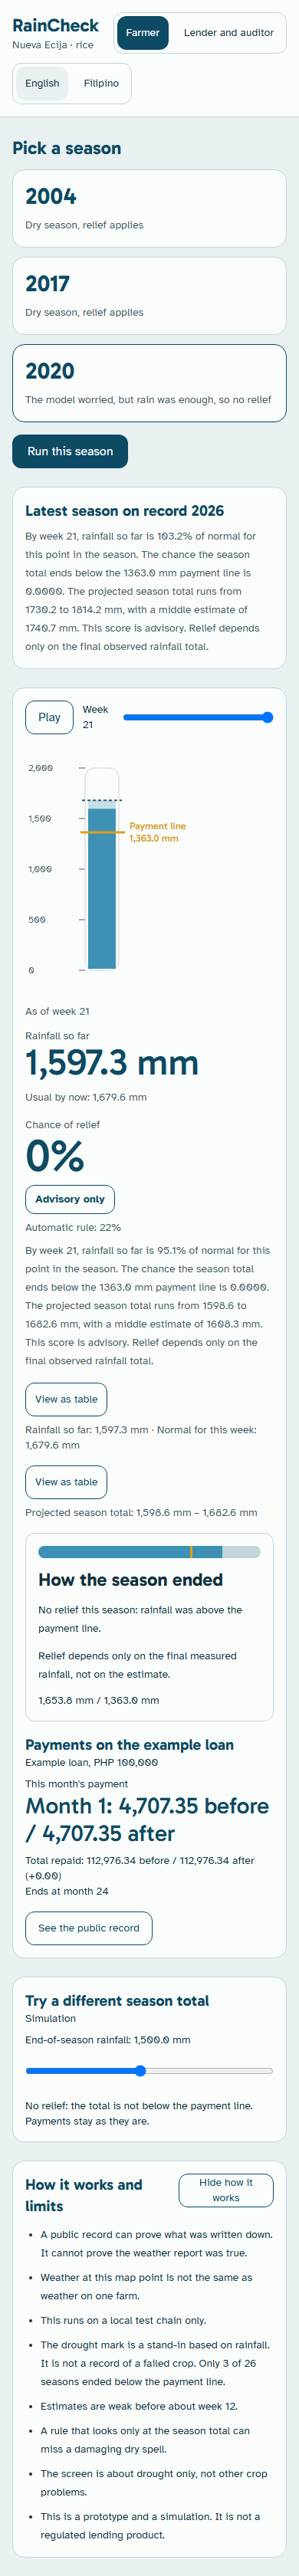 RainCheck
Nueva Ecija · rice
Farmer
Lender and auditor
English
Filipino
Pick a season
2004
Dry season, relief applies
2017
Dry season, relief applies
2020
The model worried, but rain was enough, so no relief
Run this season
Latest season on record 2026
By week 21, rainfall so far is 103.2% of normal for
this point in the season. The chance the season
total ends below the 1363.0 mm payment line is
0.0000. The projected season total runs from
1730.2 to 1814.2 mm, with a middle estimate of
1740.7 mm. This score is advisory. Relief depends
only on the final observed rainfall total.
Play
Week
21
2,000
1,500
Payment line
1,363.0 mm
1,000
500
0
As of week 21
Rainfall so far
1,597.3 mm
Usual by now: 1,679.6 mm
Chance of relief
0%
Advisory only
Automatic rule: 22%
By week 21, rainfall so far is 95.1% of normal for this
point in the season. The chance the season total
ends below the 1363.0 mm payment line is 0.0000.
The projected season total runs from 1598.6 to
1682.6 mm, with a middle estimate of 1608.3 mm.
This score is advisory. Relief depends only on the
final observed rainfall total.
View as table
Rainfall so far: 1,597.3 mm · Normal for this week:
1,679.6 mm
View as table
Projected season total: 1,598.6 mm – 1,682.6 mm
How the season ended
No relief this season: rainfall was above the
payment line.
Relief depends only on the final measured
rainfall, not on the estimate.
1,653.8 mm / 1,363.0 mm
Payments on the example loan
Example loan, PHP 100,000
This month's payment
Month 1: 4,707.35 before
/ 4,707.35 after
Total repaid: 112,976.34 before / 112,976.34 after
(+0.00)
Ends at month 24
See the public record
Try a different season total
Simulation
End-of-season rainfall: 1,500.0 mm
No relief: the total is not below the payment line.
Payments stay as they are.
How it works and
limits
Hide how it
works
• A public record can prove what was written down.
It cannot prove the weather report was true.
• Weather at this map point is not the same as
weather on one farm.
• This runs on a local test chain only.
• The drought mark is a stand-in based on rainfall.
It is not a record of a failed crop. Only 3 of 26
seasons ended below the payment line.
• Estimates are weak before about week 12.
• A rule that looks only at the season total can
miss a damaging dry spell.
• The screen is about drought only, not other crop
problems.
• This is a prototype and a simulation. It is not a
regulated lending product.